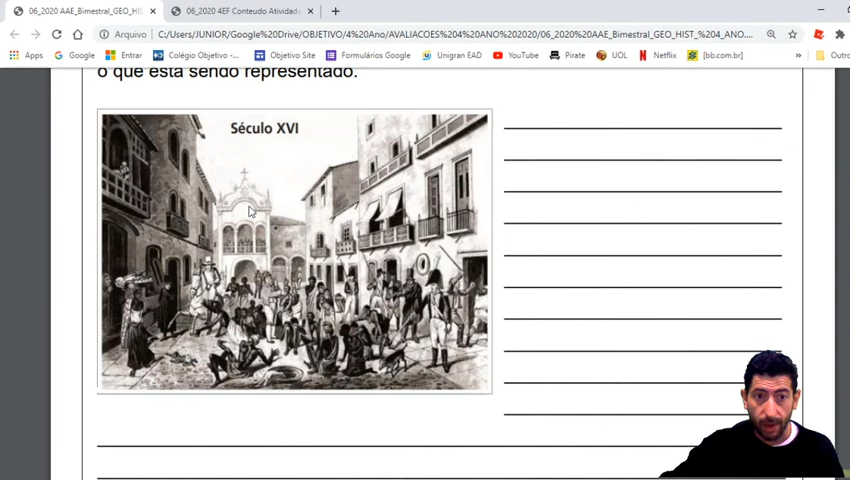 06_2020 AAE_Bimestral_GEO_HIS
06_2020 4EF Conteudo Atividade
Arquivo
C:/Users/JUNIOR/Google%20Drive/OBJETIVO/4%20Ano/AVALIACOES%204%20ANO%202020/06_2020%20AAE_Bimestral_GEO_HIST_%204_ANO....
Apps
Google
Entrar
Colégio Objetivo -...
Objetivo Site
Formulários Google
Unigran EAD
YouTube
Pirate
UOL
Netflix
[bb.com.br]
Outro
o que está sendo representado.
Século XVI